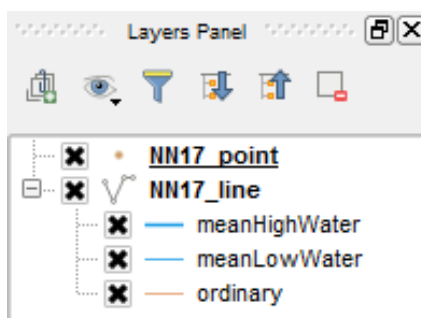 Layers Panel
NN17_point
NN17_line
meanHighWater
meanLowWater
ordinary